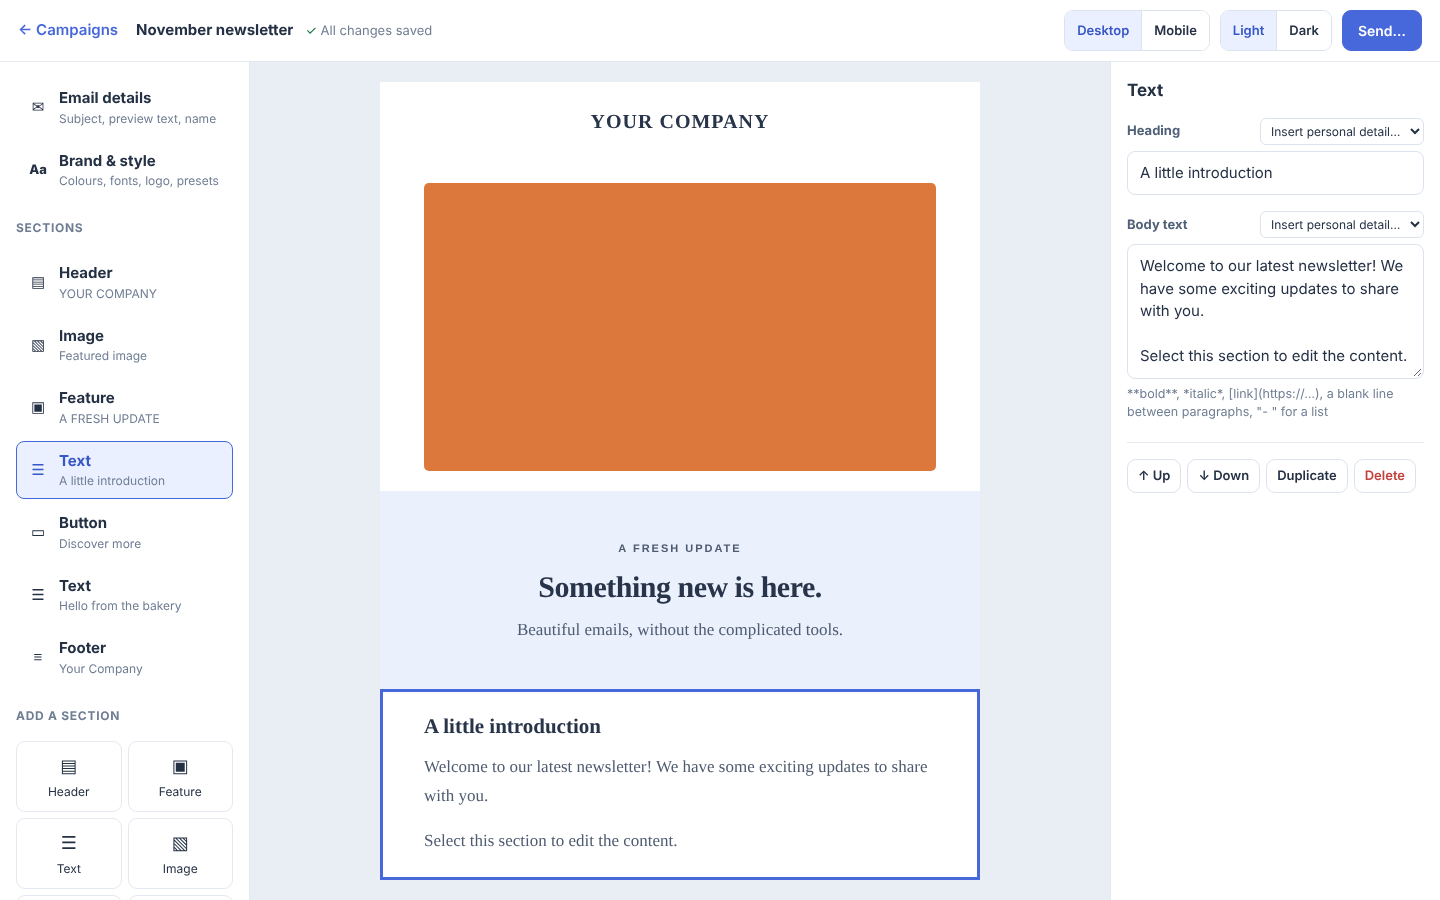 ← Campaigns
November newsletter
✓ All changes saved
Desktop
Mobile
Light
Dark
Send...
Email details
Subject, preview text, name
Aa
Brand & style
Colours, fonts, logo, presets
SECTIONS
Header
YOUR COMPANY
Image
Featured image
Feature
A FRESH UPDATE
Text
A little introduction
Button
Discover more
Text
Hello from the bakery
Footer
Your Company
ADD A SECTION
Header
Feature
Text
Image
YOUR COMPANY
A FRESH UPDATE
Something new is here.
Beautiful emails, without the complicated tools.
A little introduction
Welcome to our latest newsletter! We have some exciting updates to share
with you.
Select this section to edit the content.
Text
Heading
Insert personal detail...
A little introduction
Body text
Insert personal detail...
Welcome to our latest newsletter! We
have some exciting updates to share
with you.
Select this section to edit the content.
**bold**, *italic*, [link](https://...), a blank line
between paragraphs, "- " for a list
↑ Up
↓ Down
Duplicate
Delete